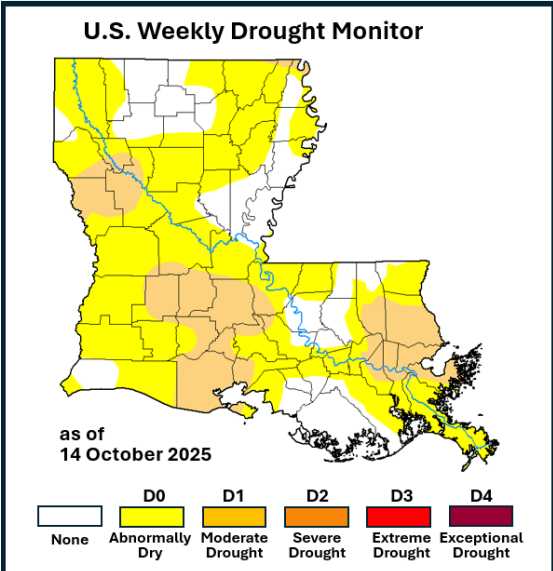 U.S. Weekly Drought Monitor
as of
14 October 2025
None
D0
Abnormally
Dry
D1
Moderate
Drought
D2
Severe
Drought
D3
Extreme
Drought
D4
Exceptional
Drought